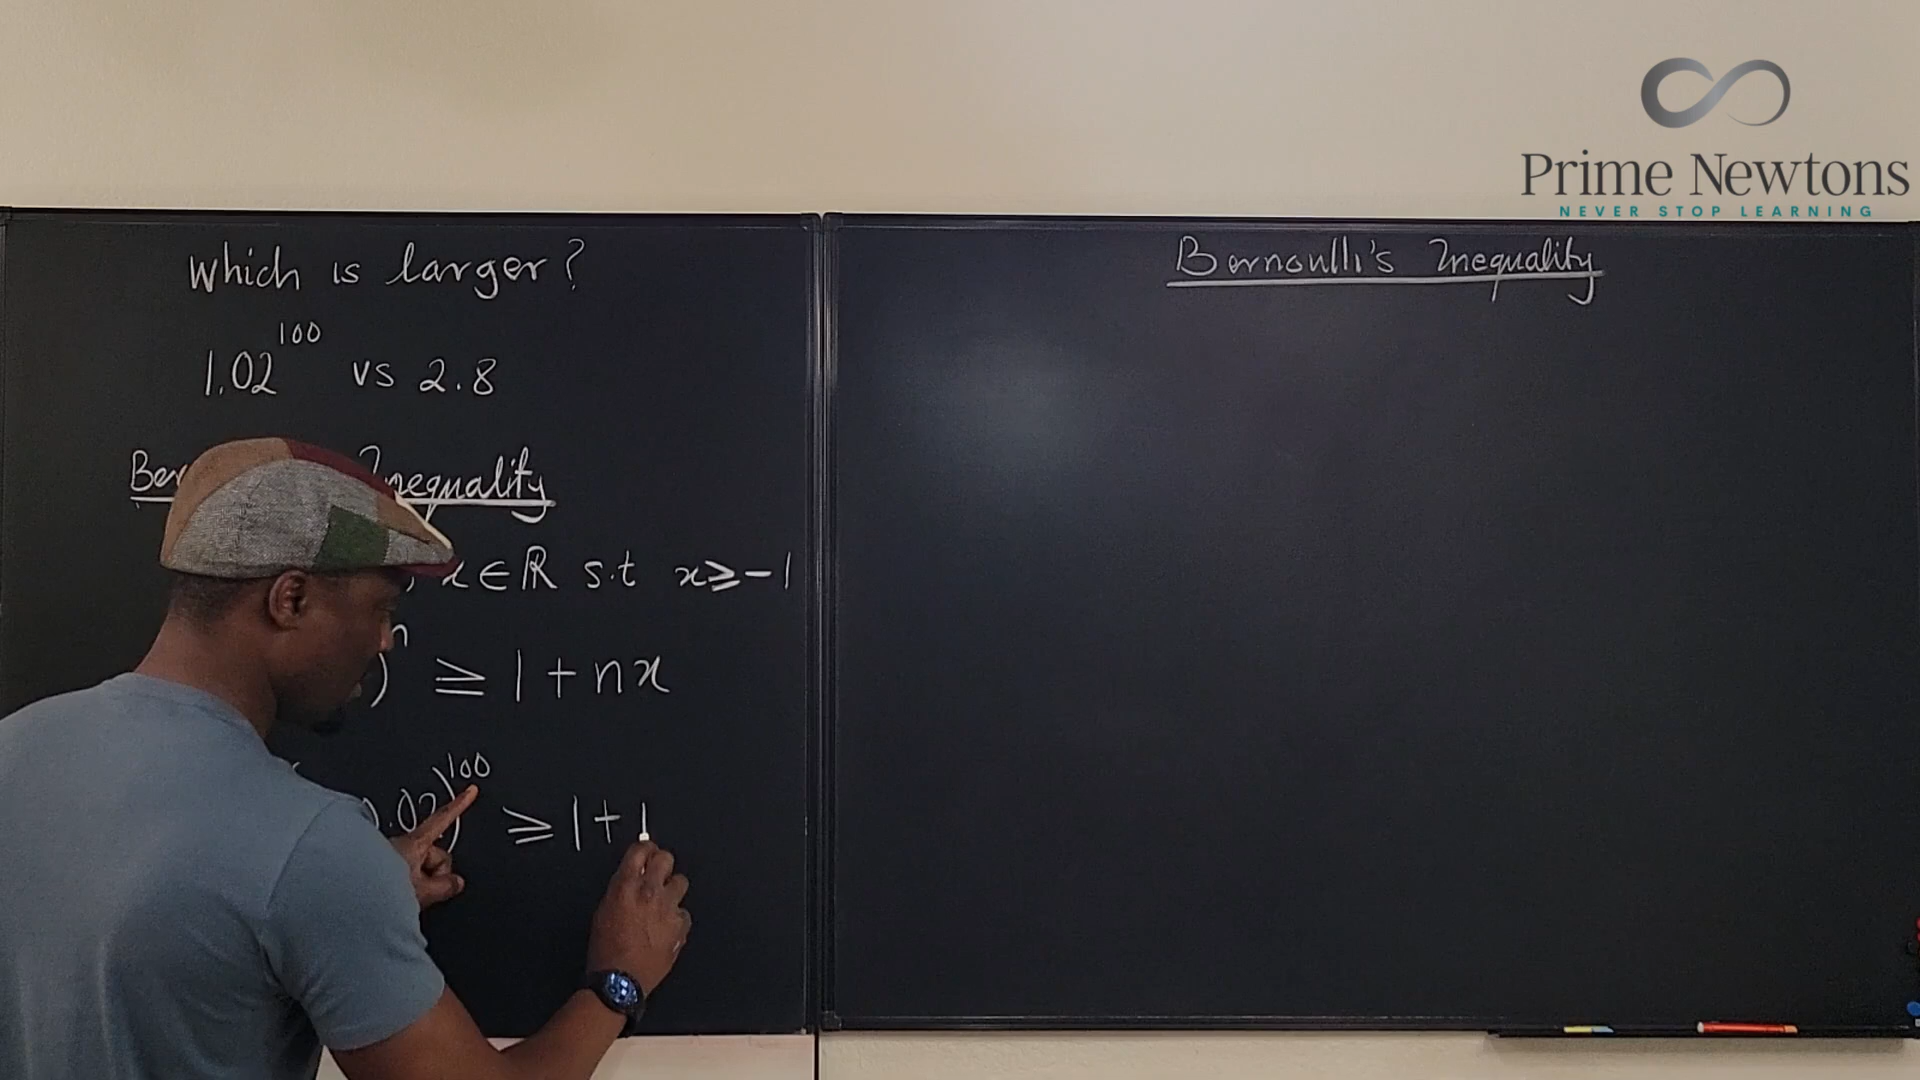 Prime Newtons
NEVER STOP LEARNING
Which is larger?
1.02^100 vs 2.8
Inequality
x∈ℝ s.t x≥-1
)^n ≥ 1+nx
0.02)^100 ≥ 1+1
Bernoulli's Inequality